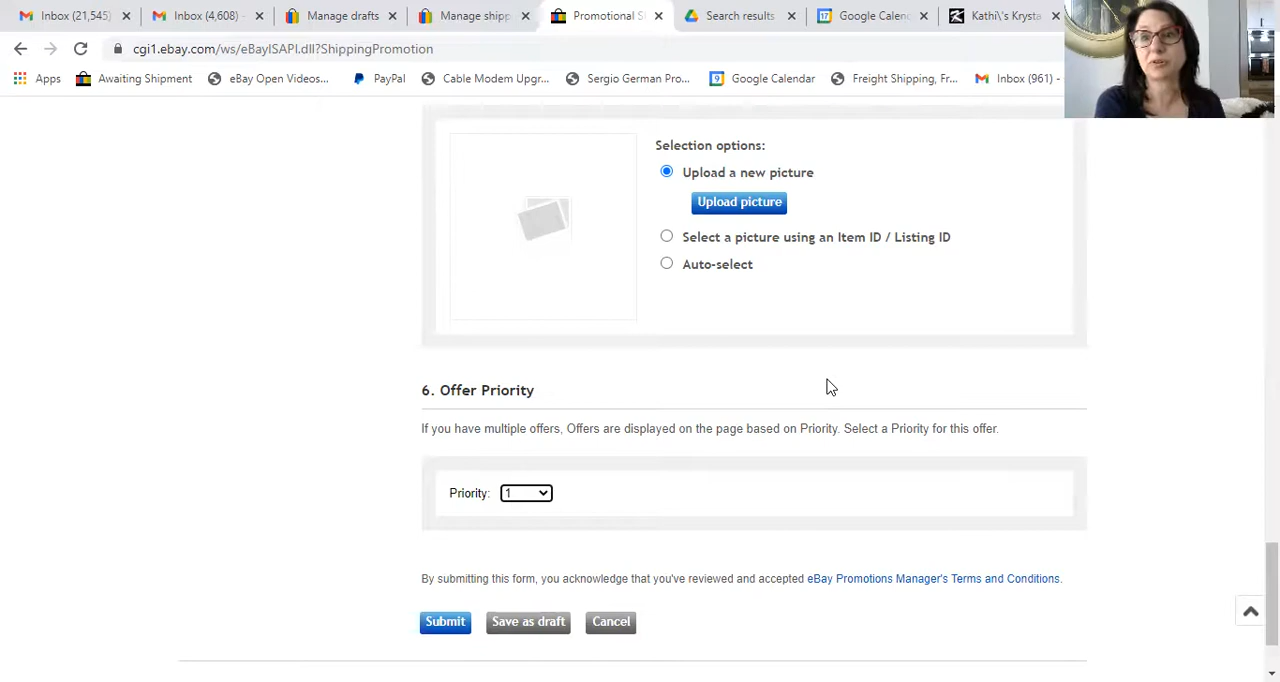 Inbox (21,545)
Inbox (4,608) -
Manage drafts
Manage shipp
Promotional S
Search results
Google Calen
Kathi\'s Krysta
cgi1.ebay.com/ws/eBayISAPI.dll?ShippingPromotion
Apps
Awaiting Shipment
eBay Open Videos...
PayPal
Cable Modem Upgr...
Sergio German Pro...
Google Calendar
Freight Shipping, Fr...
Inbox (961) -
Selection options:
Upload a new picture
Upload picture
Select a picture using an Item ID / Listing ID
Auto-select
6. Offer Priority
If you have multiple offers, Offers are displayed on the page based on Priority. Select a Priority for this offer.
Priority: 1
By submitting this form, you acknowledge that you've reviewed and accepted eBay Promotions Manager's Terms and Conditions.
Submit Save as draft Cancel